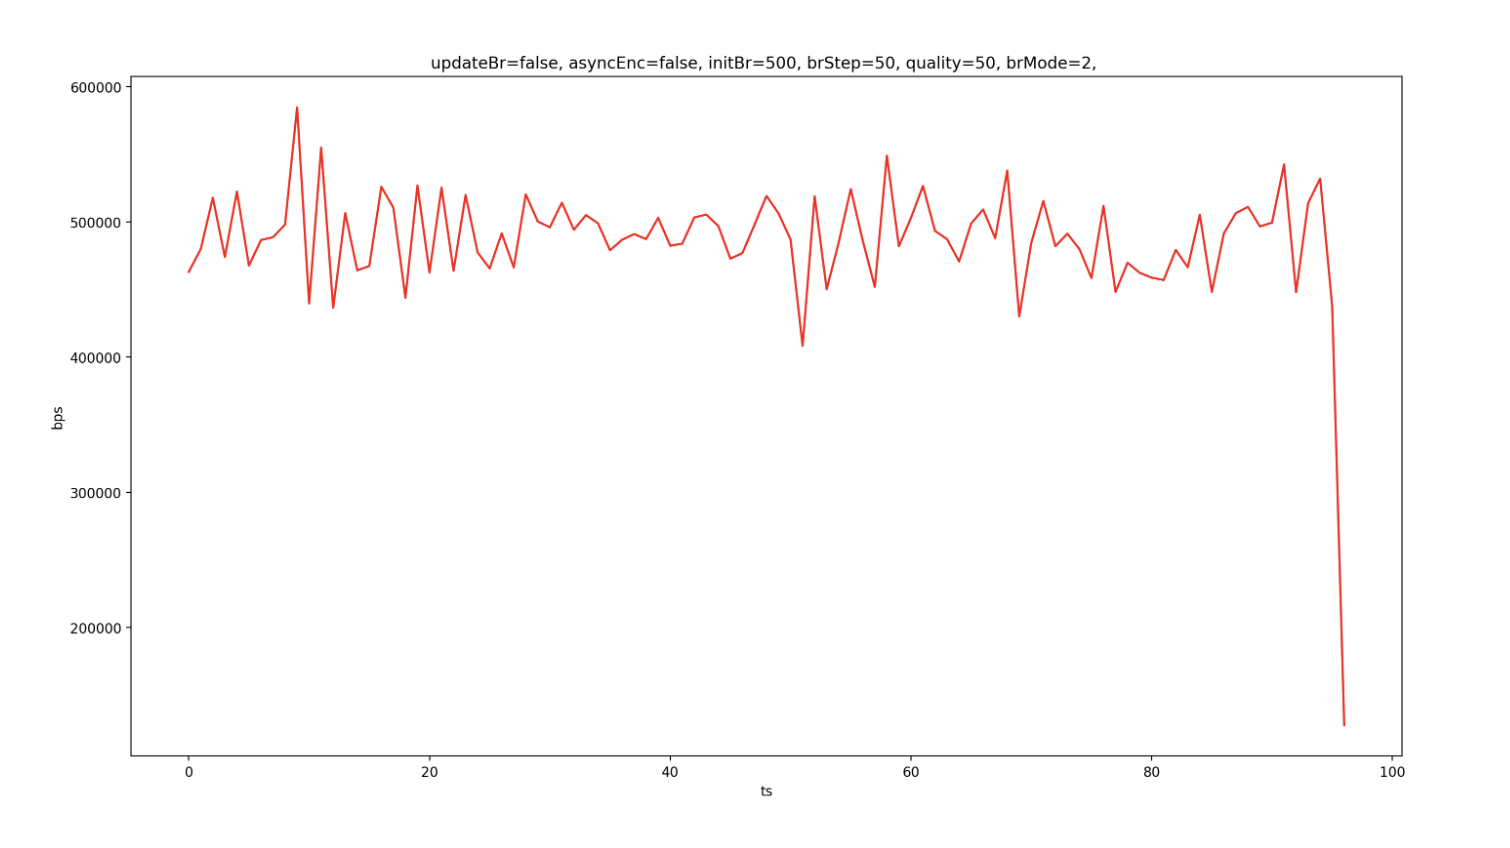 updateBr=false, asyncEnc=false, initBr=500, brStep=50, quality=50, brMode=2,
600000
500000
400000
300000
200000
bps
0 20 40 60 80 100
ts